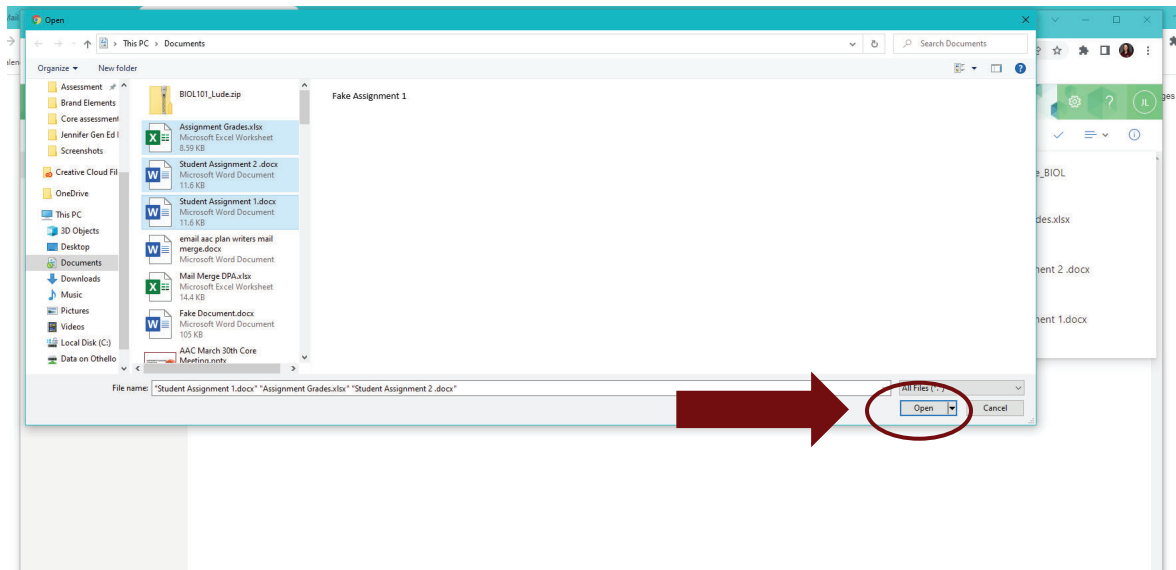 Mail
Open
This PC > Documents
Search Documents
Organize
New folder
Assessment
Brand Elements
Core assessment
Jennifer Gen Ed
Screenshots
Creative Cloud Fil
OneDrive
This PC
3D Objects
Desktop
Documents
Downloads
Music
Pictures
Videos
Local Disk (C:)
Data on Othello
BIOL101_Lude.zip
Assignment Grades.xlsx
Microsoft Excel Worksheet
8.59 KB
Student Assignment 2 .docx
Microsoft Word Document
11.6 KB
Student Assignment 1.docx
Microsoft Word Document
11.6 KB
email aac plan writers mail
merge.docx
Microsoft Word Document
Mail Merge DPA.xlsx
Microsoft Excel Worksheet
14.4 KB
Fake Document.docx
Microsoft Word Document
105 KB
AAC March 30th Core
Meeting.pptx
Fake Assignment 1
File name: "Student Assignment 1.docx" "Assignment Grades.xlsx" "Student Assignment 2 .docx"
All Files (*.*)
Open
Cancel
JL
ges
e_BIOL
des.xlsx
ent 2 .docx
ent 1.docx